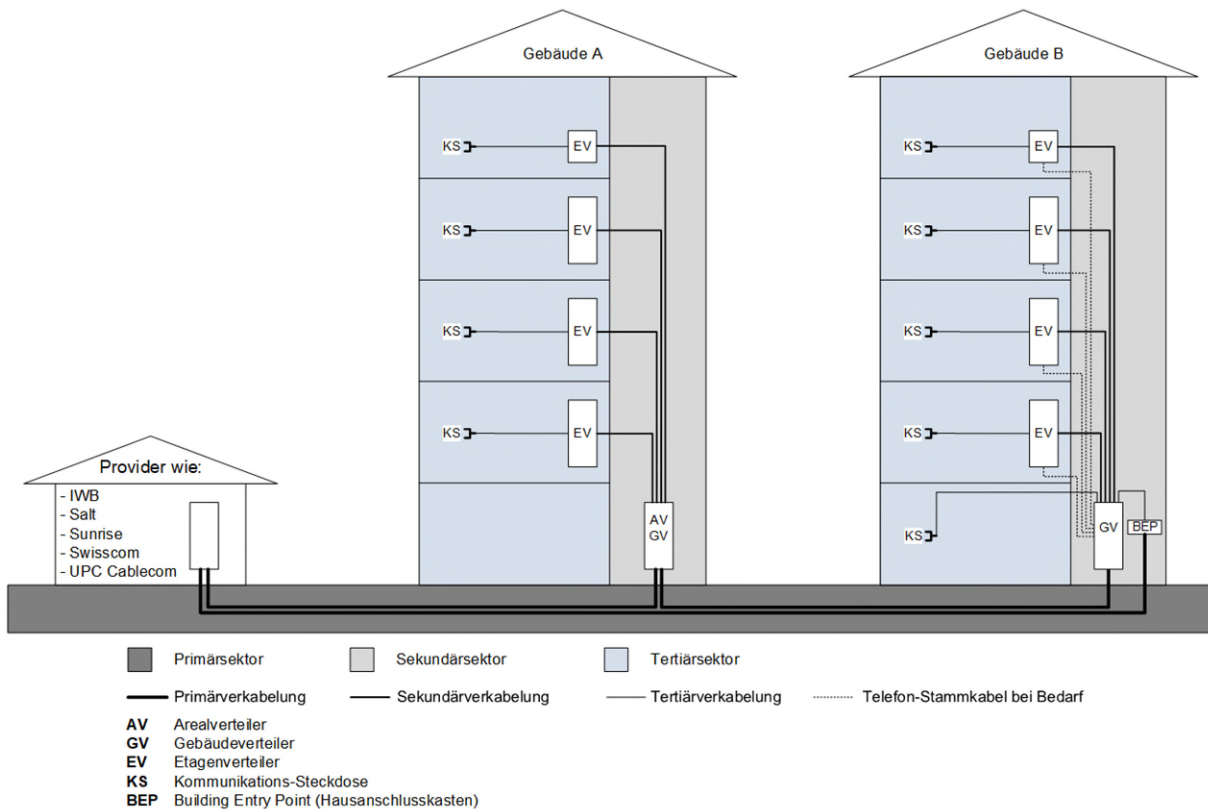 Gebäude A
Gebäude B
KS EV
KS EV
KS EV
KS EV
KS EV
KS EV
KS EV
KS EV
AV
GV
KS GV BEP
Provider wie:
- IWB
- Salt
- Sunrise
- Swisscom
- UPC Cablecom
Primärsektor Sekundärsektor Tertiärsektor
Primärverkabelung Sekundärverkabelung Tertiärverkabelung Telefon-Stammkabel bei Bedarf
AV Arealverteiler
GV Gebäudeverteiler
EV Etagenverteiler
KS Kommunikations-Steckdose
BEP Building Entry Point (Hausanschlusskasten)